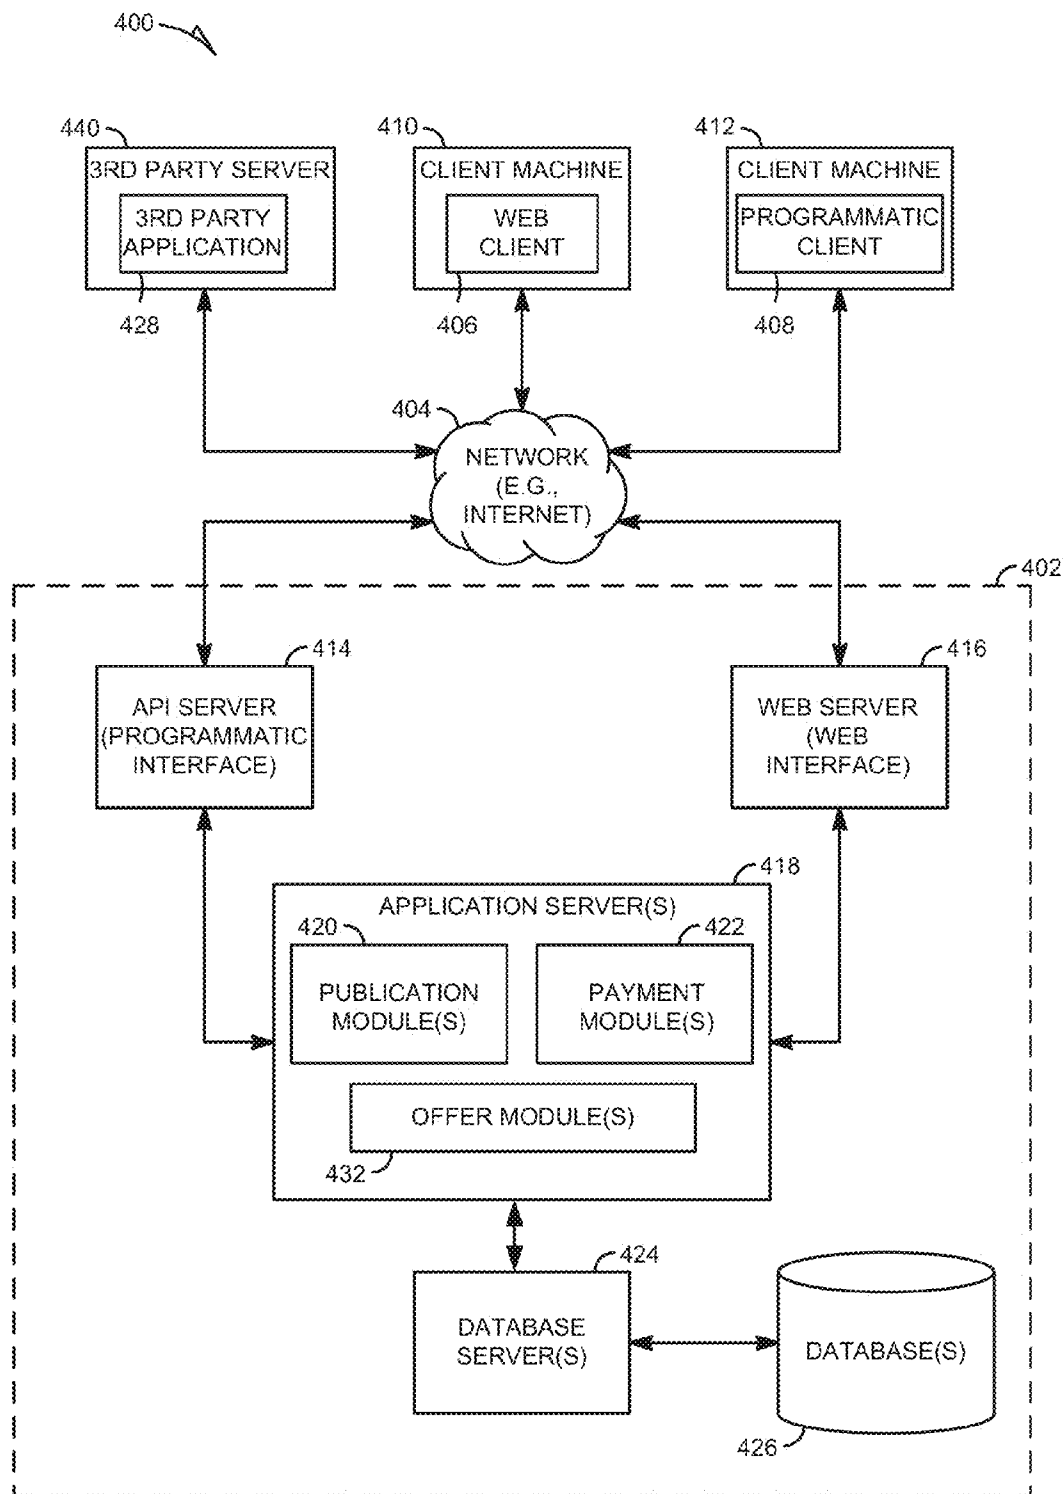 400
440
3RD PARTY SERVER
3RD PARTY
APPLICATION
428
410
CLIENT MACHINE
WEB
CLIENT
406
412
CLIENT MACHINE
PROGRAMMATIC
CLIENT
408
404
NETWORK
(E.G.,
INTERNET)
402
414
API SERVER
(PROGRAMMATIC
INTERFACE)
416
WEB SERVER
(WEB
INTERFACE)
418
APPLICATION SERVER(S)
420
PUBLICATION
MODULE(S)
422
PAYMENT
MODULE(S)
OFFER MODULE(S)
432
424
DATABASE
SERVER(S)
DATABASE(S)
426